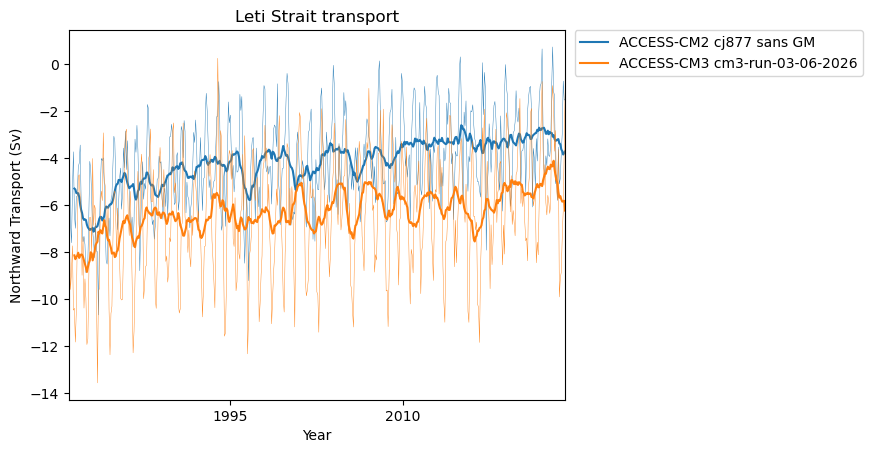 Leti Strait transport
ACCESS-CM2 cj877 sans GM
ACCESS-CM3 cm3-run-03-06-2026
Northward Transport (Sv)
0
−2
−4
−6
−8
−10
−12
−14
1995
2010
Year